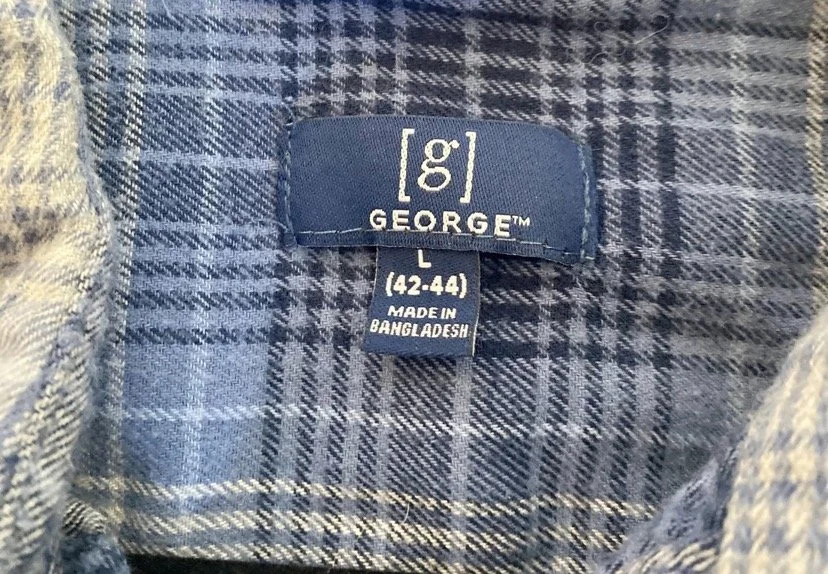 [g]
GEORGE™
L
(42-44)
MADE IN
BANGLADESH